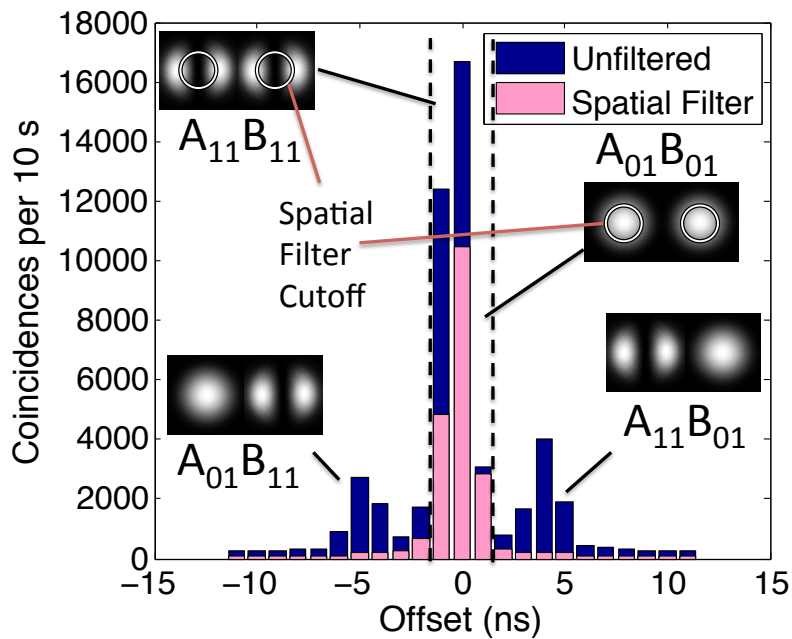 18000
16000
14000
12000
10000
8000
6000
4000
2000
0
Coincidences per 10 s
−15
−10
−5
0
5
10
15
Offset (ns)
Unfiltered
Spatial Filter
A₁₁B₁₁
A₀₁B₀₁
Spatial
Filter
Cutoff
A₀₁B₁₁
A₁₁B₀₁